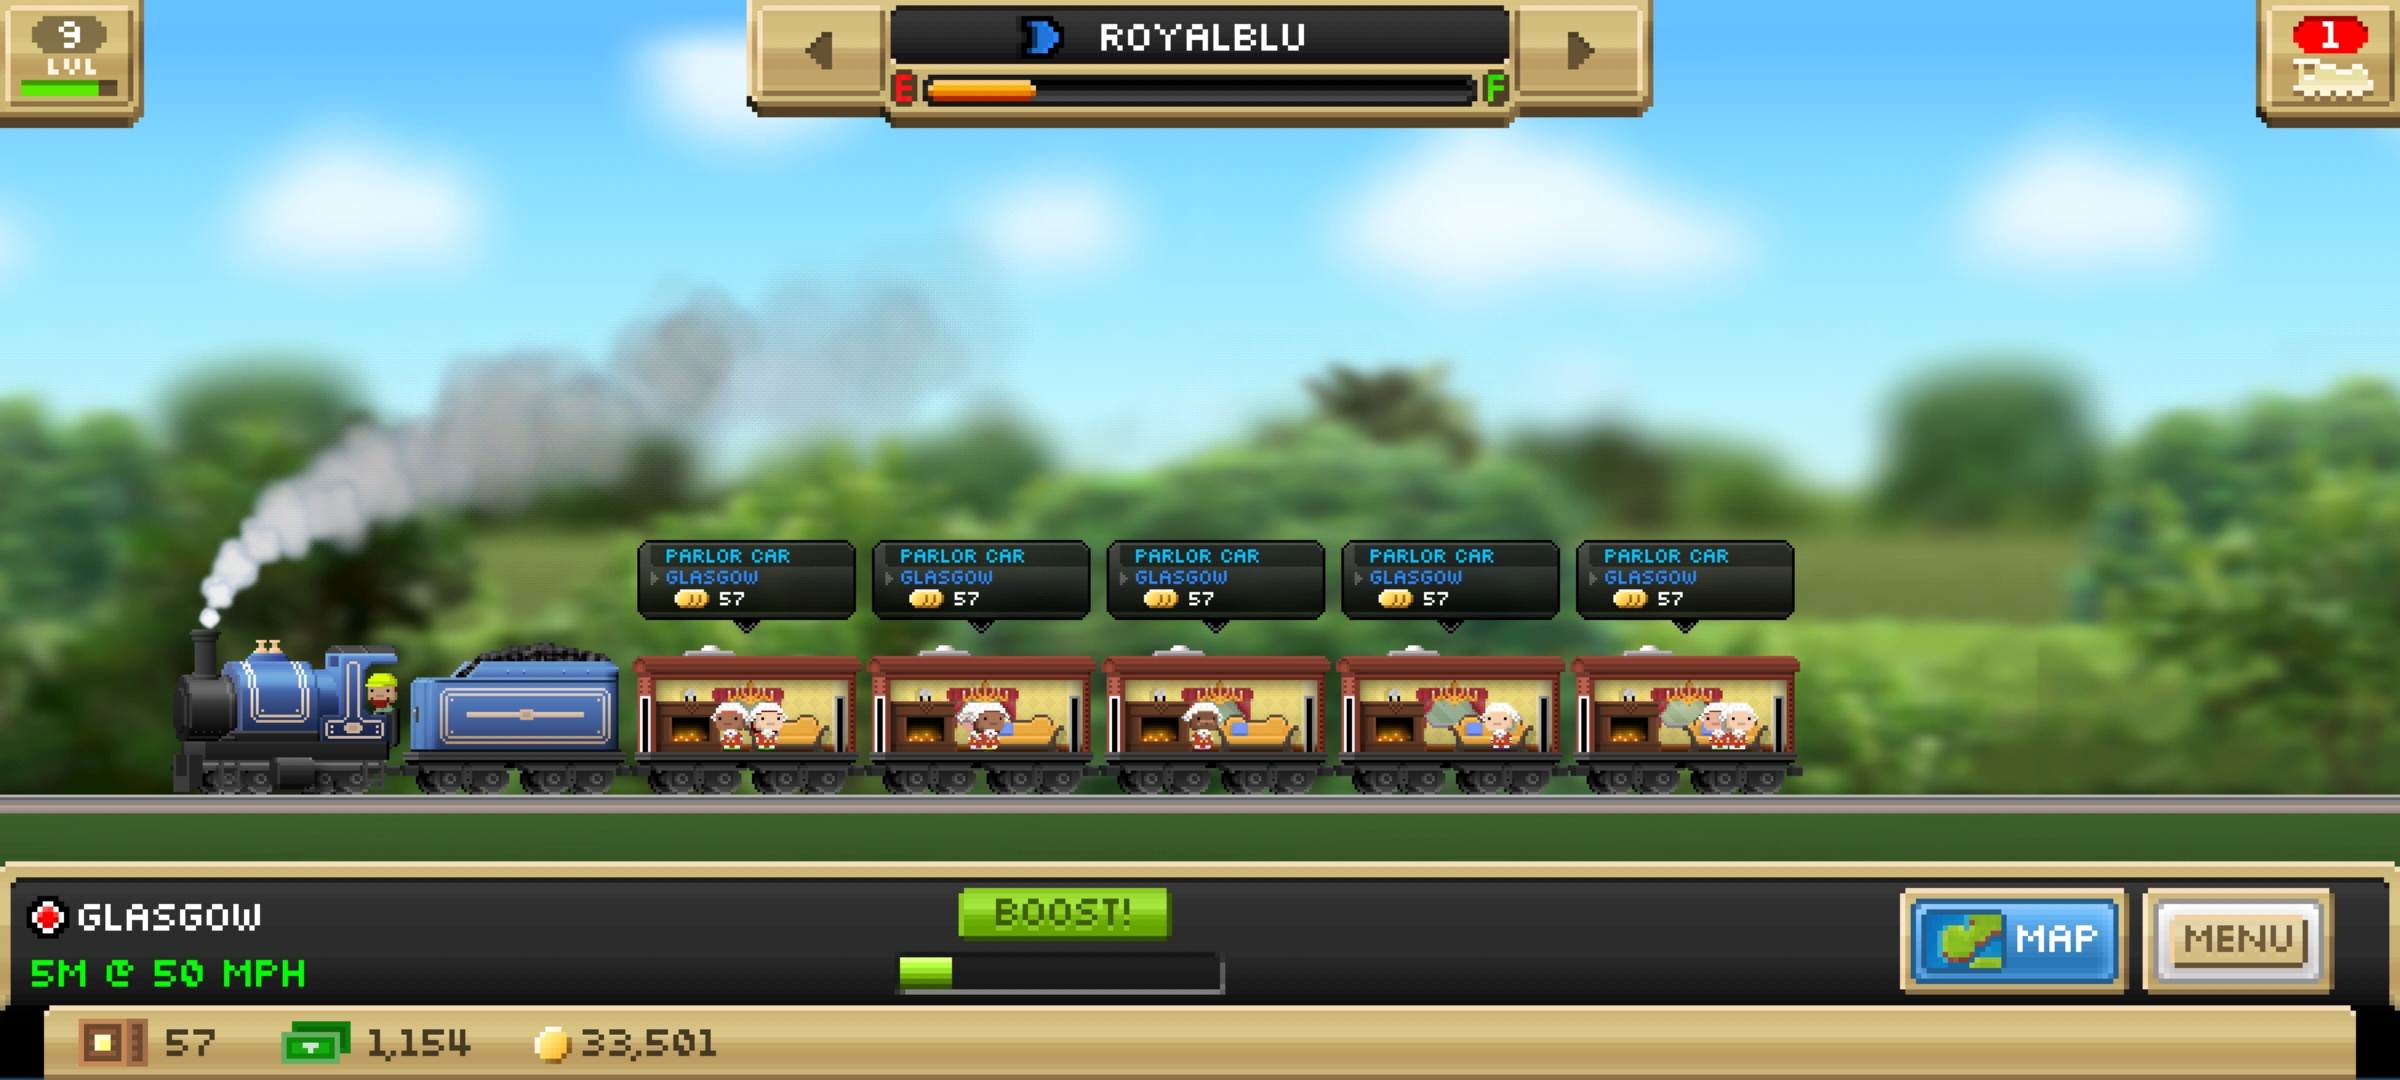 9
LVL
ROYALBLU
E F
1
PARLOR CAR
GLASGOW
57
PARLOR CAR
GLASGOW
57
PARLOR CAR
GLASGOW
57
PARLOR CAR
GLASGOW
57
PARLOR CAR
GLASGOW
57
GLASGOW
5M @ 50 MPH
BOOST!
MAP
MENU
57 1,154 33,501